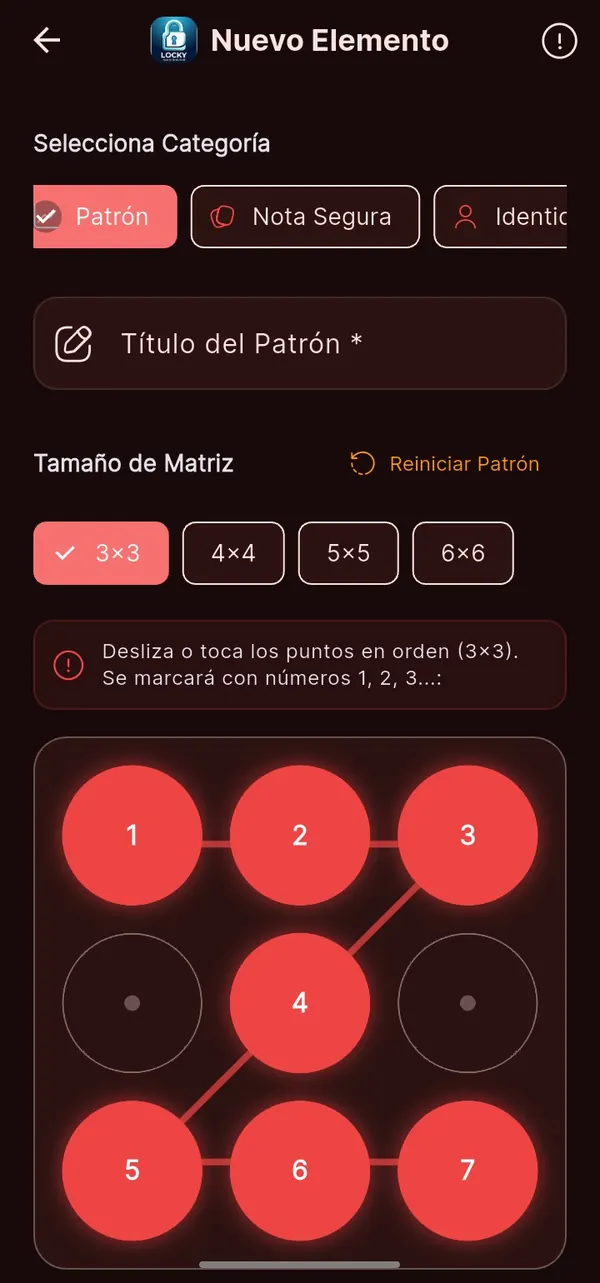 LOCKY
Nuevo Elemento
Selecciona Categoría
Patrón
Nota Segura
Identic
Título del Patrón *
Tamaño de Matriz
Reiniciar Patrón
3×3
4×4
5×5
6×6
Desliza o toca los puntos en orden (3×3).
Se marcará con números 1, 2, 3...:
1 2 3
4
5 6 7